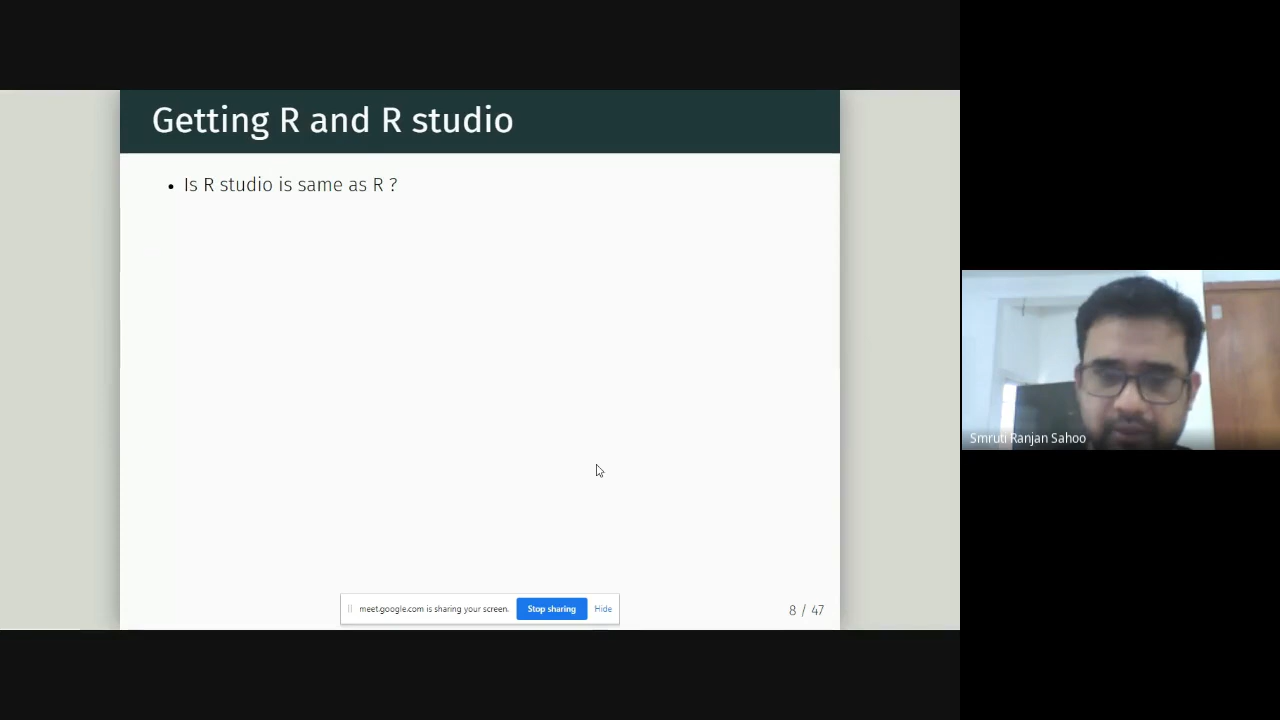 Getting R and R studio
• Is R studio is same as R ?
Smruti Ranjan Sahoo
meet.google.com is sharing your screen.
Stop sharing
Hide
8 / 47